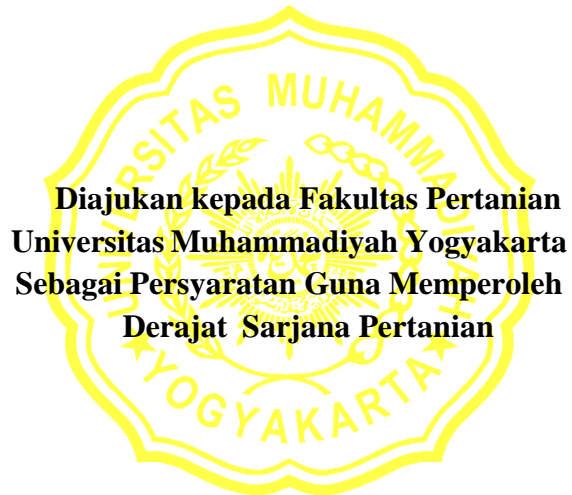 UNIVERSITAS MUHAMMADIYAH
YOGYAKARTA
Diajukan kepada Fakultas Pertanian
Universitas Muhammadiyah Yogyakarta
Sebagai Persyaratan Guna Memperoleh
Derajat Sarjana Pertanian